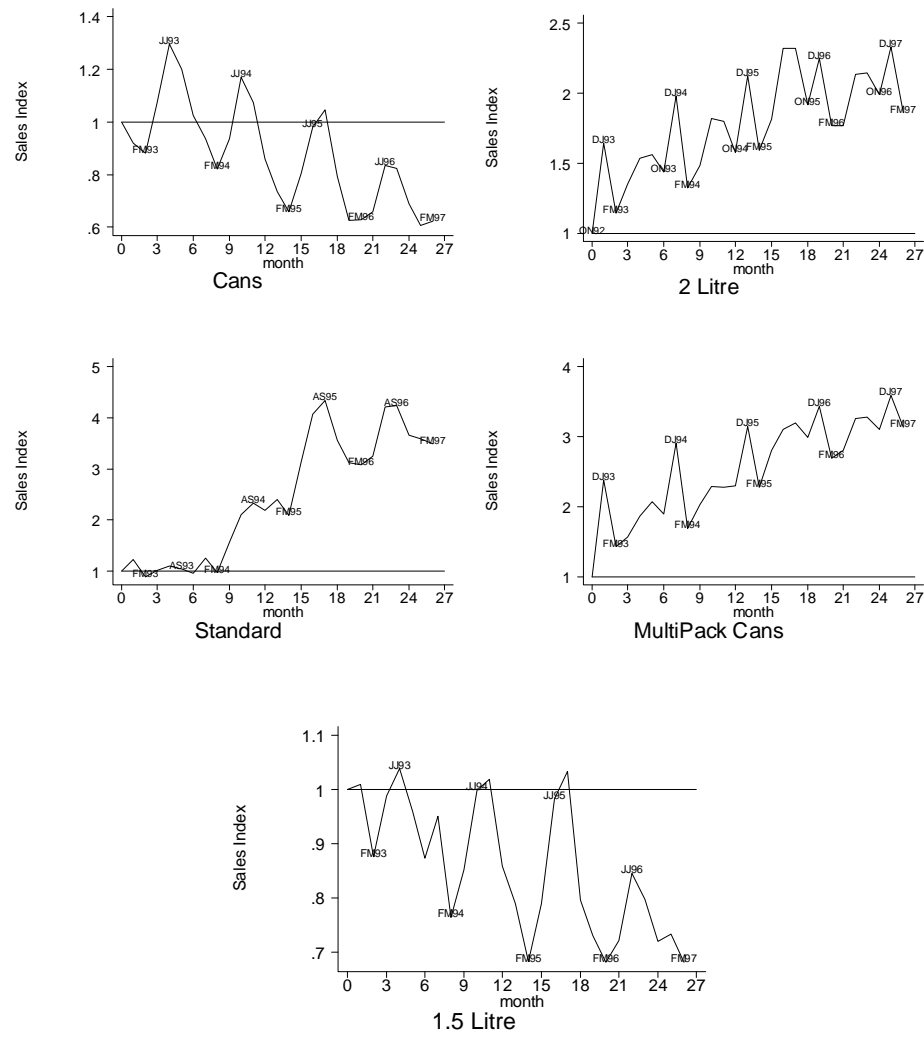 Sales Index
1.4
1.2
1
.8
.6
JJ93
JJ94
JJ95
JJ96
FM93
FM94
FM95
FM96
FM97
0 3 6 9 12 15 18 21 24 27
month
Cans
Sales Index
2.5
2
1.5
1
DJ93
DJ94
DJ95
DJ96
DJ97
ON92
ON93
ON94
ON95
ON96
FM93
FM94
FM95
FM96
FM97
0 3 6 9 12 15 18 21 24 27
month
2 Litre
Sales Index
5
4
3
2
1
AS93
AS94
AS95
AS96
FM93
FM94
FM95
FM96
FM97
0 3 6 9 12 15 18 21 24 27
month
Standard
Sales Index
4
3
2
1
DJ93
DJ94
DJ95
DJ96
DJ97
FM93
FM94
FM95
FM96
FM97
0 3 6 9 12 15 18 21 24 27
month
MultiPack Cans
Sales Index
1.1
1
.9
.8
.7
JJ93
JJ94
JJ95
JJ96
FM93
FM94
FM95
FM96
FM97
0 3 6 9 12 15 18 21 24 27
month
1.5 Litre